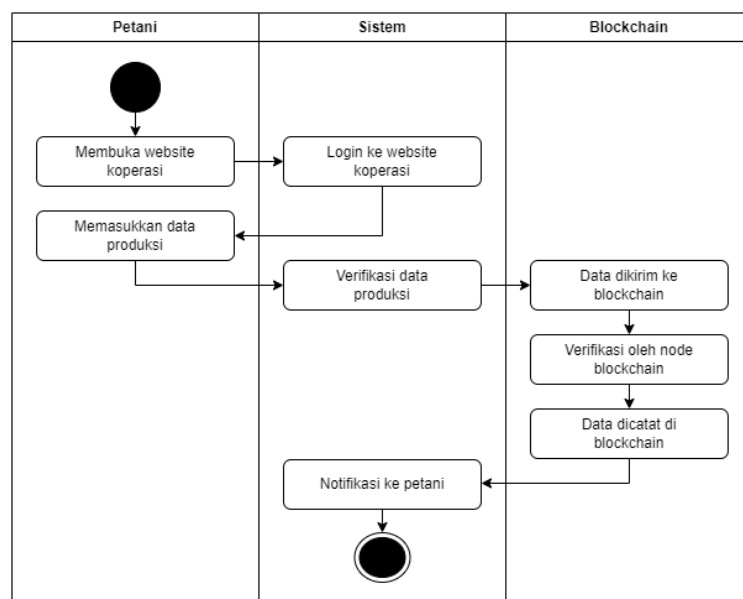 Petani
Sistem
Blockchain
Membuka website
koperasi
Login ke website
koperasi
Memasukkan data
produksi
Verifikasi data
produksi
Data dikirim ke
blockchain
Verifikasi oleh node
blockchain
Data dicatat di
blockchain
Notifikasi ke petani